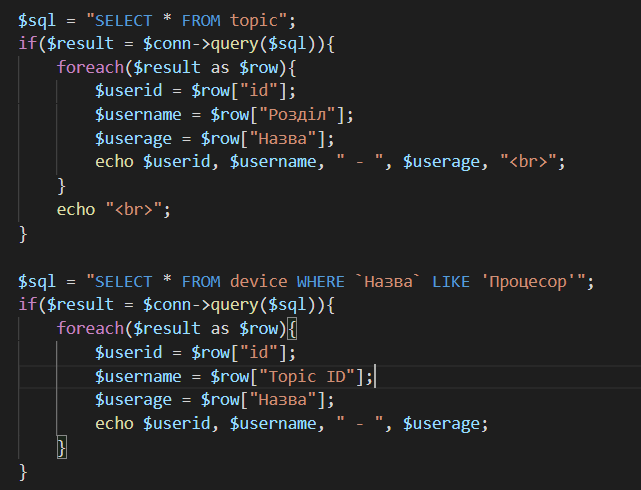 $sql = "SELECT * FROM topic";
if($result = $conn->query($sql)){
    foreach($result as $row){
        $userid = $row["id"];
        $username = $row["Розділ"];
        $userage = $row["Назва"];
        echo $userid, $username, " - ", $userage, "<br>";
    }
    echo "<br>";
}
$sql = "SELECT * FROM device WHERE `Назва` LIKE 'Процесор'";
if($result = $conn->query($sql)){
    foreach($result as $row){
        $userid = $row["id"];
        $username = $row["Topic ID"];
        $userage = $row["Назва"];
        echo $userid, $username, " - ", $userage;
    }
}